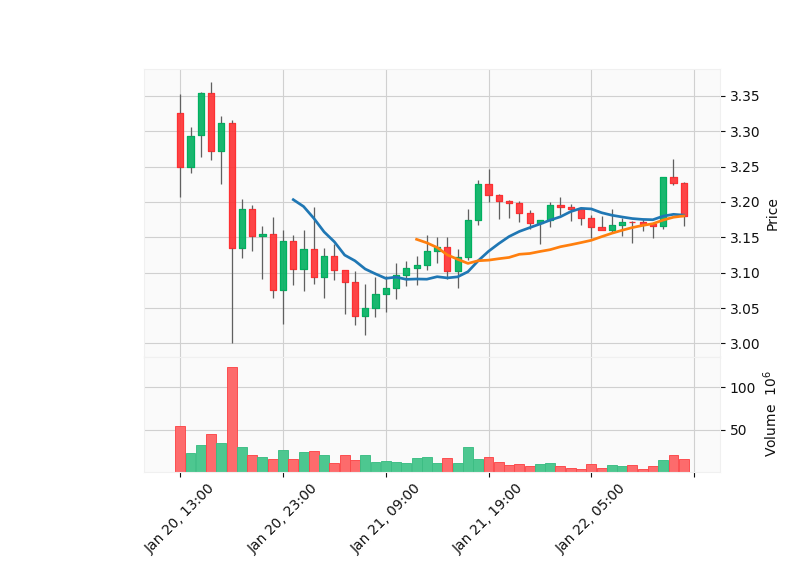 3.35
3.30
3.25
3.20
3.15
3.10
3.05
3.00
Price
100
50
Volume 10⁶
Jan 20, 13:00
Jan 20, 23:00
Jan 21, 09:00
Jan 21, 19:00
Jan 22, 05:00